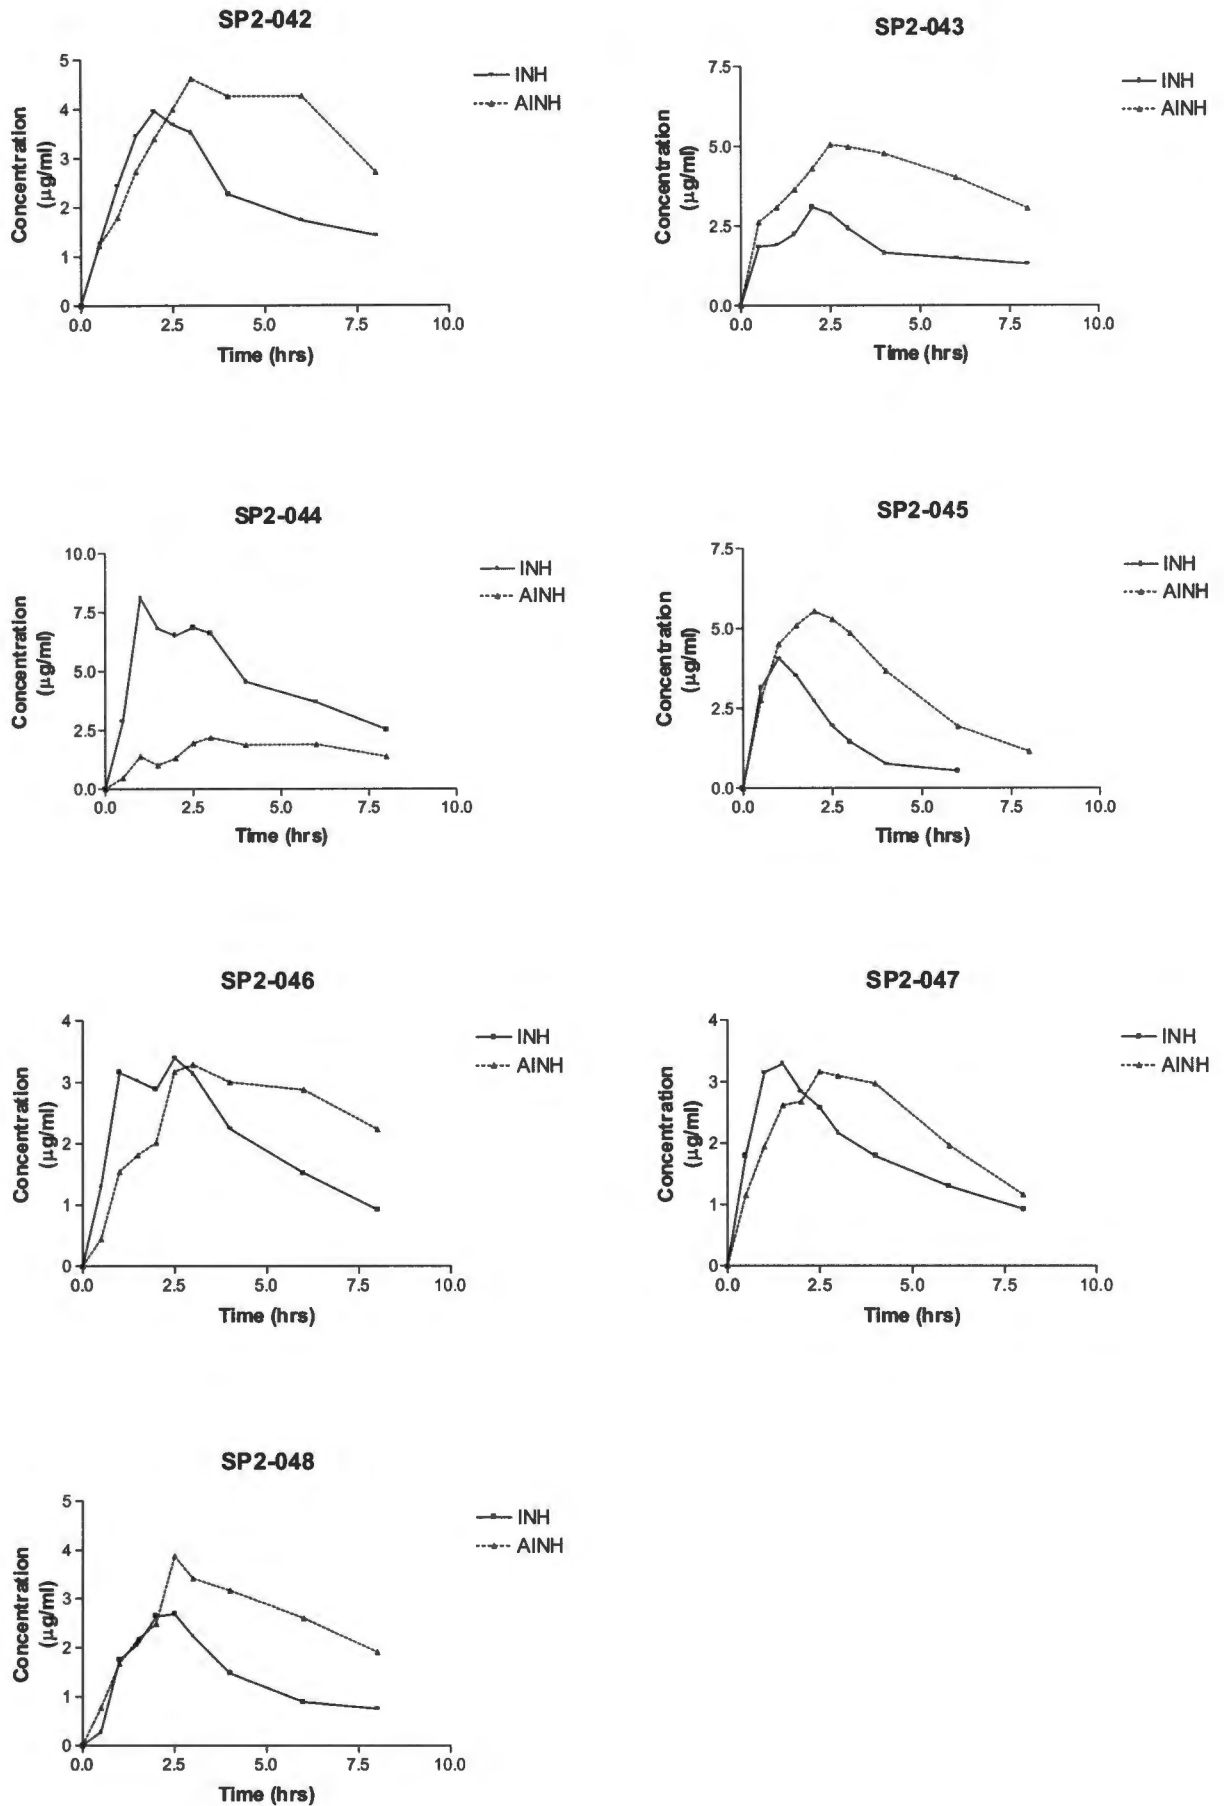 SP2-042
5
4
3
2
1
0
0.0 2.5 5.0 7.5 10.0
Concentration
(µg/ml)
Time (hrs)
INH
AINH
SP2-043
7.5
5.0
2.5
0.0
0.0 2.5 5.0 7.5 10.0
Concentration
(µg/ml)
Time (hrs)
INH
AINH
SP2-044
10.0
7.5
5.0
2.5
0.0
0.0 2.5 5.0 7.5 10.0
Concentration
(µg/ml)
Time (hrs)
INH
AINH
SP2-045
7.5
5.0
2.5
0.0
0.0 2.5 5.0 7.5 10.0
Concentration
(µg/ml)
Time (hrs)
INH
AINH
SP2-046
4
3
2
1
0
0.0 2.5 5.0 7.5 10.0
Concentration
(µg/ml)
Time (hrs)
INH
AINH
SP2-047
4
3
2
1
0
0.0 2.5 5.0 7.5 10.0
Concentration
(µg/ml)
Time (hrs)
INH
AINH
SP2-048
5
4
3
2
1
0
0.0 2.5 5.0 7.5 10.0
Concentration
(µg/ml)
Time (hrs)
INH
AINH